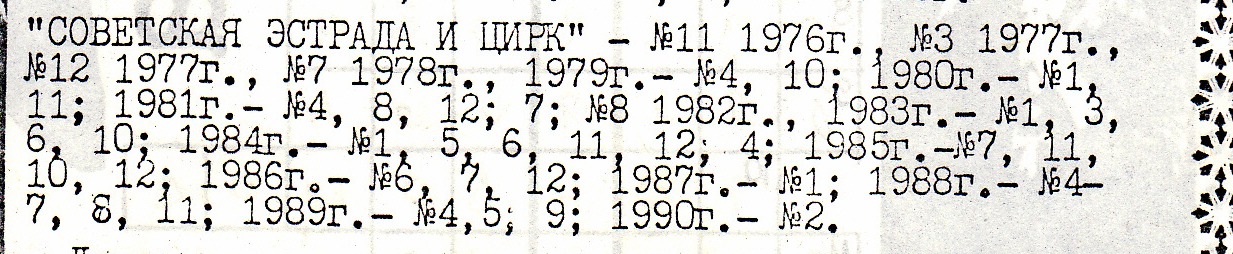 "СОВЕТСКАЯ ЭСТРАДА И ЦИРК" - №11 1976г., №3 1977г.,
№12 1977г., №7 1978г., 1979г.- №4, 10; 1980г.- №1,
11; 1981г.- №4, 8, 12; 7; №8 1982г., 1983г.- №1, 3,
6, 10; 1984г.- №1, 5, 6, 11, 12; 4; 1985г.-№7, 11,
10, 12; 1986г.- №6, 7, 12; 1987г.- №1; 1988г.- №4-
7, 8, 11; 1989г.- №4,5; 9; 1990г.- №2.